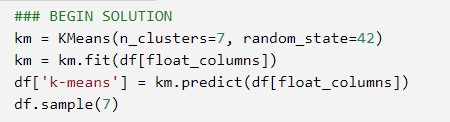 ### BEGIN SOLUTION
km = KMeans(n_clusters=7, random_state=42)
km = km.fit(df[float_columns])
df['k-means'] = km.predict(df[float_columns])
df.sample(7)